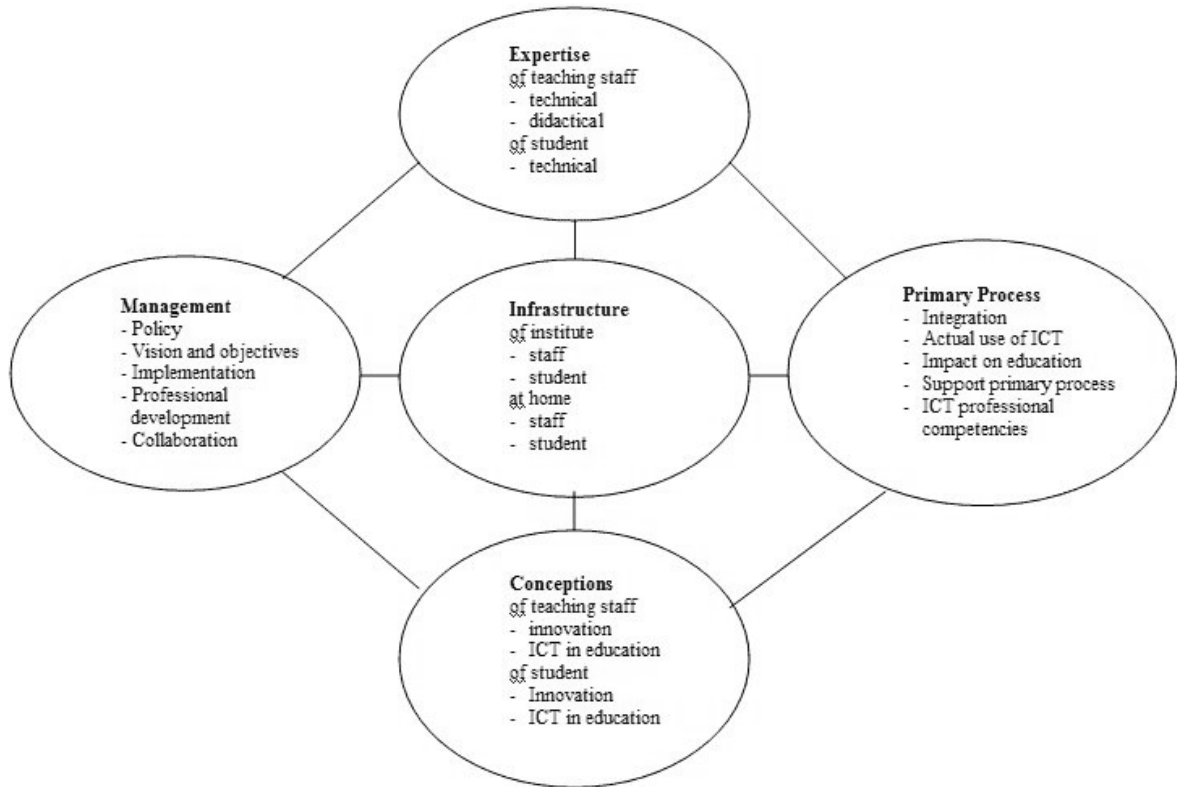 Expertise
of teaching staff
- technical
- didactical
of student
- technical
Management
- Policy
- Vision and objectives
- Implementation
- Professional
development
- Collaboration
Infrastructure
of institute
- staff
- student
at home
- staff
- student
Primary Process
- Integration
- Actual use of ICT
- Impact on education
- Support primary process
- ICT professional
competencies
Conceptions
of teaching staff
- innovation
- ICT in education
of student
- Innovation
- ICT in education